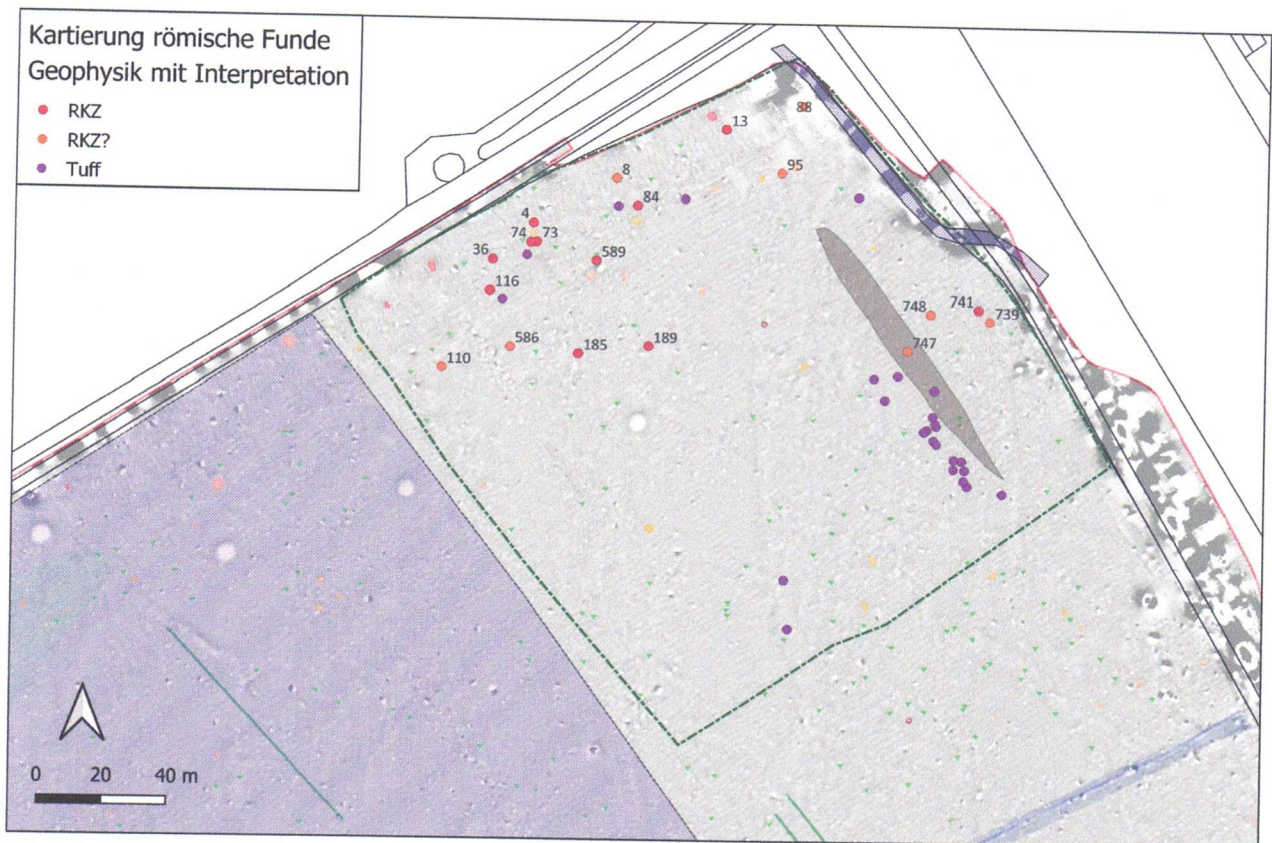 Kartierung römische Funde
Geophysik mit Interpretation
RKZ
RKZ?
Tuff
88
13
95
8
84
4
74 73
36
589
116
748 741
739
586
185 189
747
110
0 20 40 m